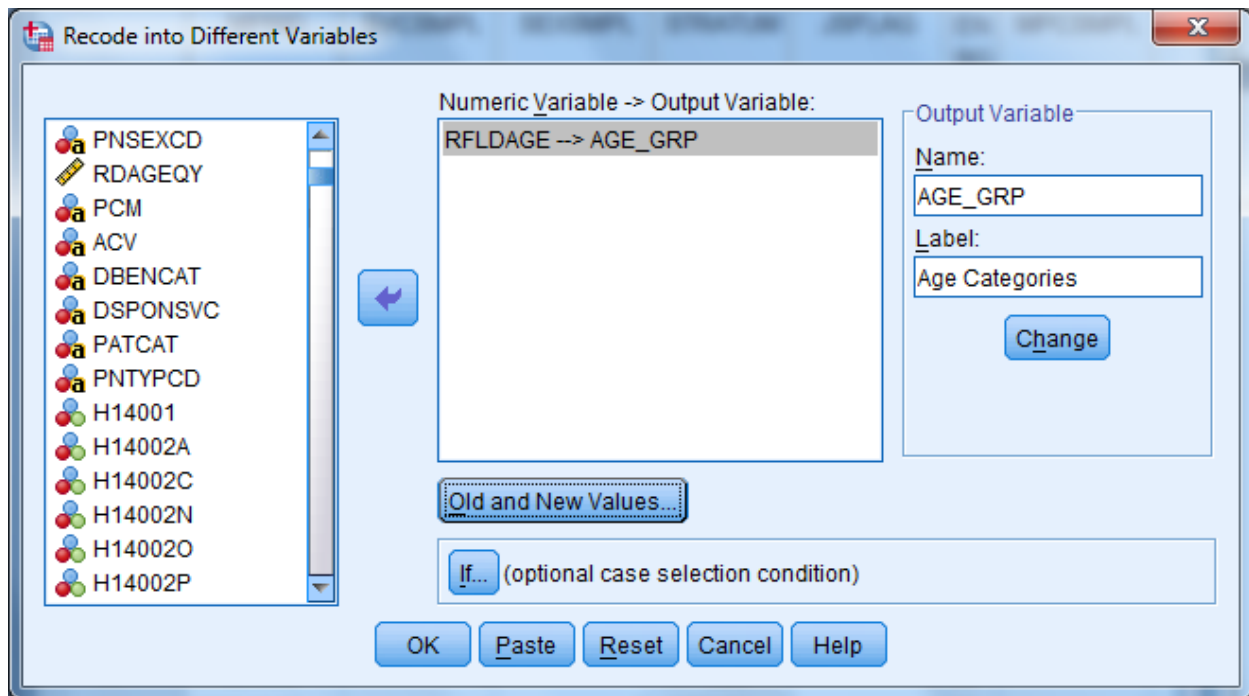 Recode into Different Variables
PNSEXCD
RDAGEQY
PCM
ACV
DBENCAT
DSPONSVC
PATCAT
PNTYPCD
H14001
H14002A
H14002C
H14002N
H14002O
H14002P
Numeric Variable -> Output Variable:
RFLDAGE --> AGE_GRP
Old and New Values...
If... (optional case selection condition)
Output Variable
Name:
AGE_GRP
Label:
Age Categories
Change
OK Paste Reset Cancel Help